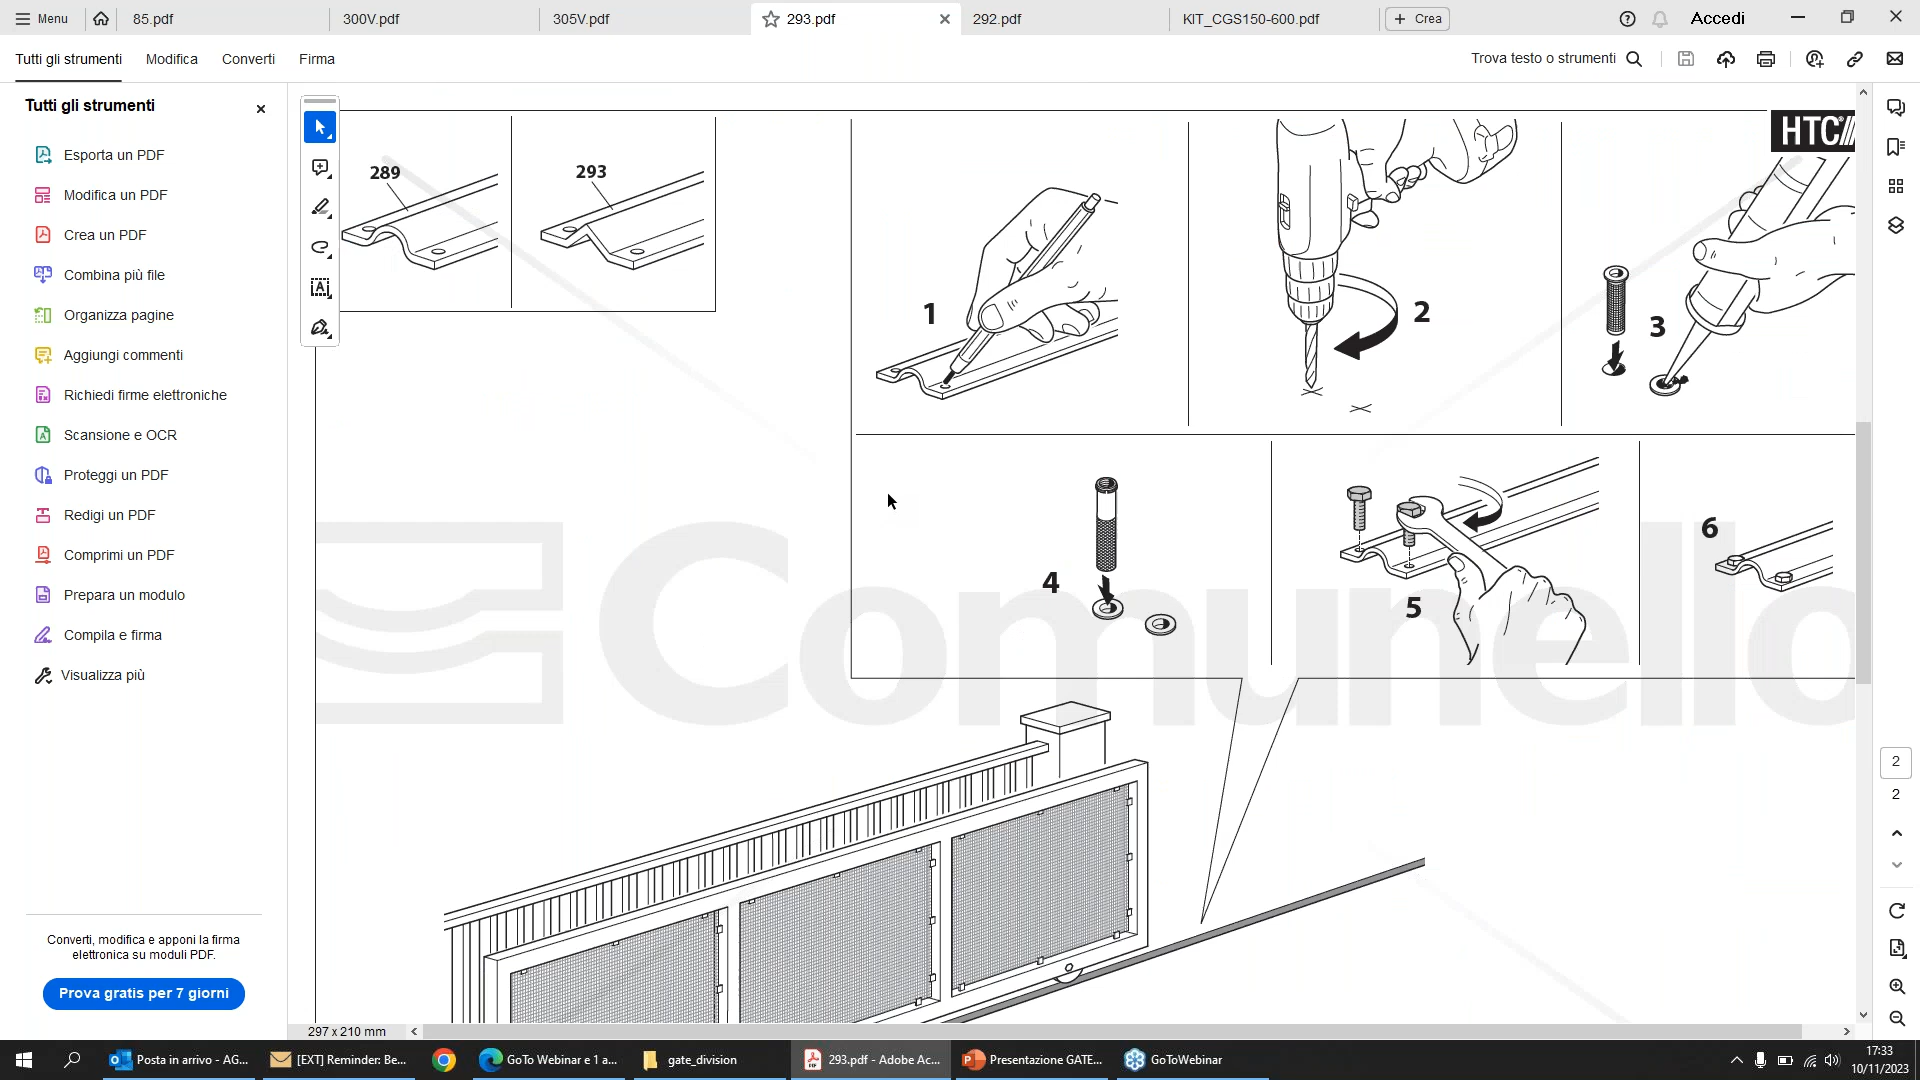 Menu
85.pdf
300V.pdf
305V.pdf
293.pdf
292.pdf
KIT_CGS150-600.pdf
Crea
Accedi
Tutti gli strumenti
Modifica
Converti
Firma
Trova testo o strumenti
Tutti gli strumenti
Esporta un PDF
Modifica un PDF
Crea un PDF
Combina più file
Organizza pagine
Aggiungi commenti
Richiedi firme elettroniche
Scansione e OCR
Proteggi un PDF
Redigi un PDF
Comprimi un PDF
Prepara un modulo
Compila e firma
Visualizza più
Converti, modifica e apponi la firma
elettronica su moduli PDF.
Prova gratis per 7 giorni
289
293
HTC
1
2
3
4
5
6
Comunello
2
2
297 x 210 mm
Posta in arrivo - AG...
[EXT] Reminder: Be...
GoTo Webinar e 1 a...
gate_division
293.pdf - Adobe Ac...
Presentazione GATE...
GoToWebinar
17:33
10/11/2023